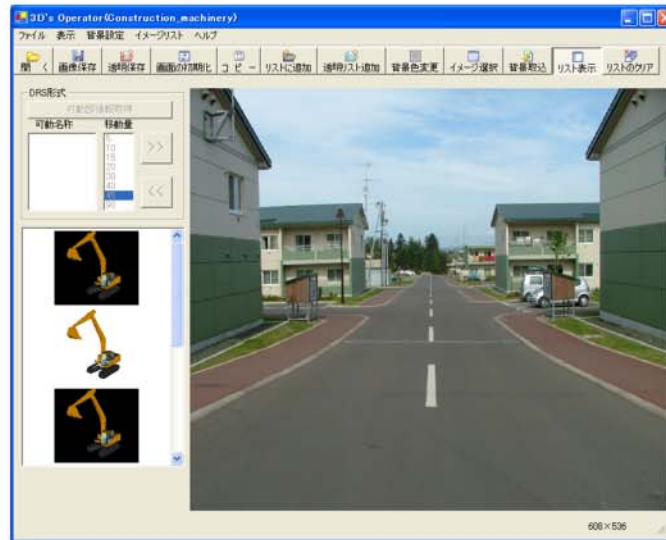 3D's Operator(Construction_machinery)
ファイル 表示 背景設定 イメージリスト ヘルプ
開 く 画像保存 透明保存 画面の初期化 コ ピ ー リストに追加 透明リスト追加 背景色変更 イメージ選択 背景取込 リスト表示 リストのクリア
DRS形式
可動部情報取得
可動名称 移動量
5
10
15
20
30
40
45
90
>>
<<
608×536